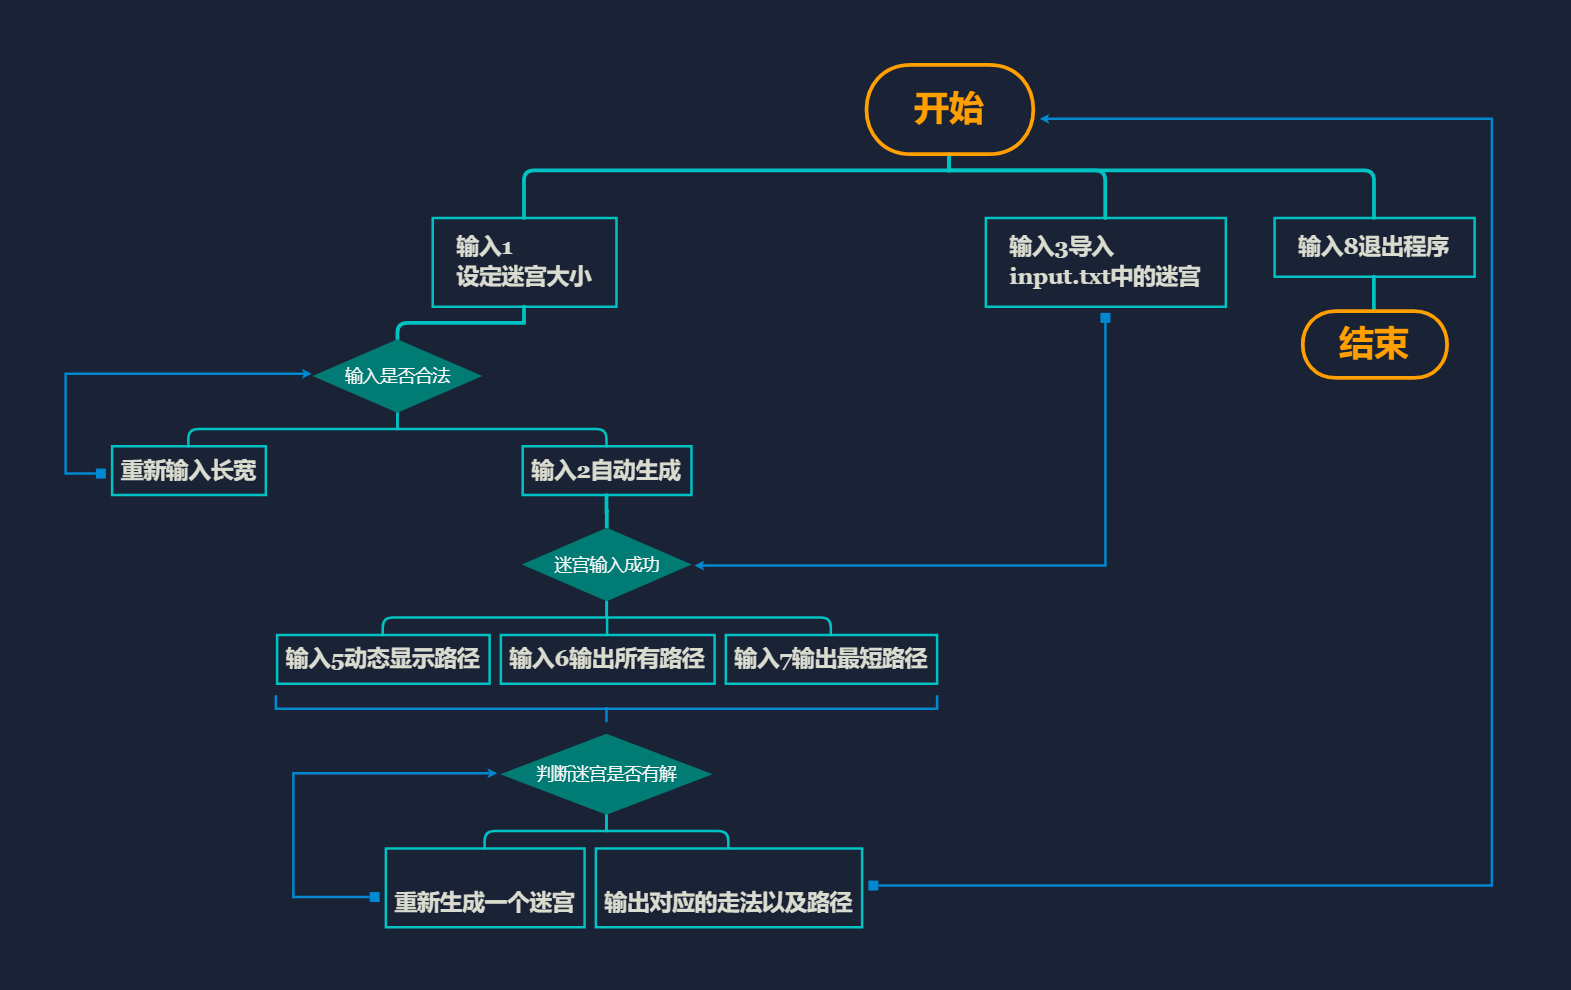 开始
输入1
设定迷宫大小
输入3导入
input.txt中的迷宫
输入8退出程序
结束
输入是否合法
重新输入长宽
输入2自动生成
迷宫输入成功
输入5动态显示路径
输入6输出所有路径
输入7输出最短路径
判断迷宫是否有解
重新生成一个迷宫
输出对应的走法以及路径